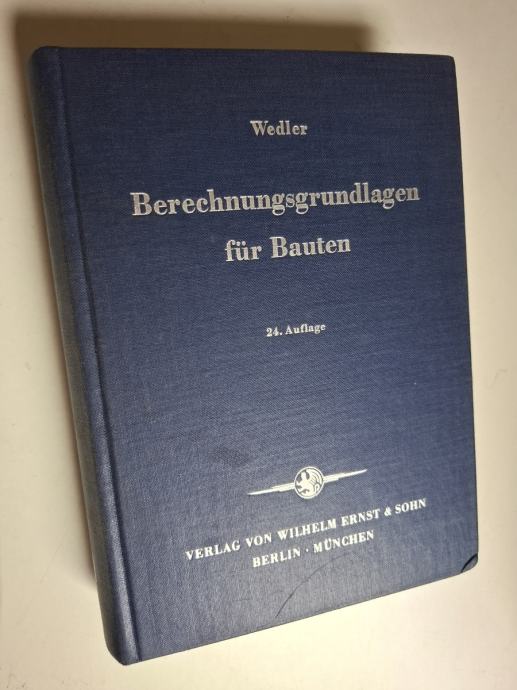 Wedler
Berechnungsgrundlagen
für Bauten
24. Auflage
VERLAG VON WILHELM ERNST & SOHN
BERLIN · MÜNCHEN